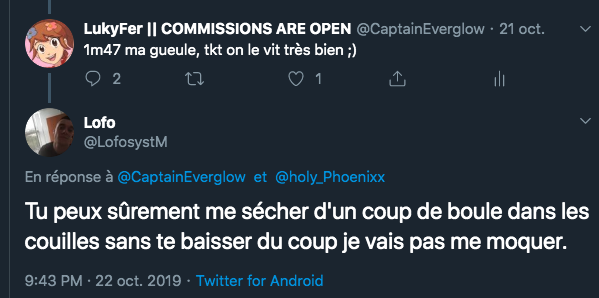 LukyFer || COMMISSIONS ARE OPEN @CaptainEverglow · 21 oct.
1m47 ma gueule, tkt on le vit très bien ;)
2 1
Lofo
@LofosystM
En réponse à @CaptainEverglow et @holy_Phoenixx
Tu peux sûrement me sécher d'un coup de boule dans les
couilles sans te baisser du coup je vais pas me moquer.
9:43 PM · 22 oct. 2019 · Twitter for Android